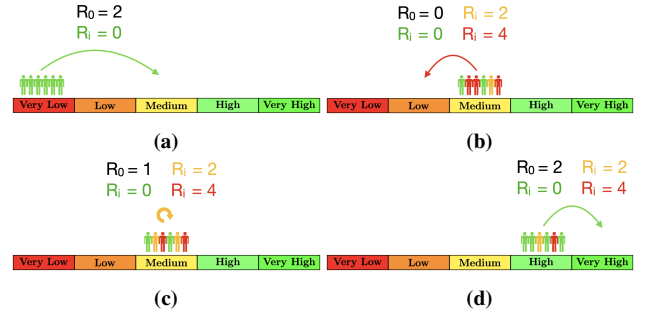 R₀ = 2
Rᵢ = 0
Very Low Low Medium High Very High
(a)
R₀ = 0 Rᵢ = 2
Rᵢ = 0 Rᵢ = 4
Very Low Low Medium High Very High
(b)
R₀ = 1 Rᵢ = 2
Rᵢ = 0 Rᵢ = 4
Very Low Low Medium High Very High
(c)
R₀ = 2 Rᵢ = 2
Rᵢ = 0 Rᵢ = 4
Very Low Low Medium High Very High
(d)